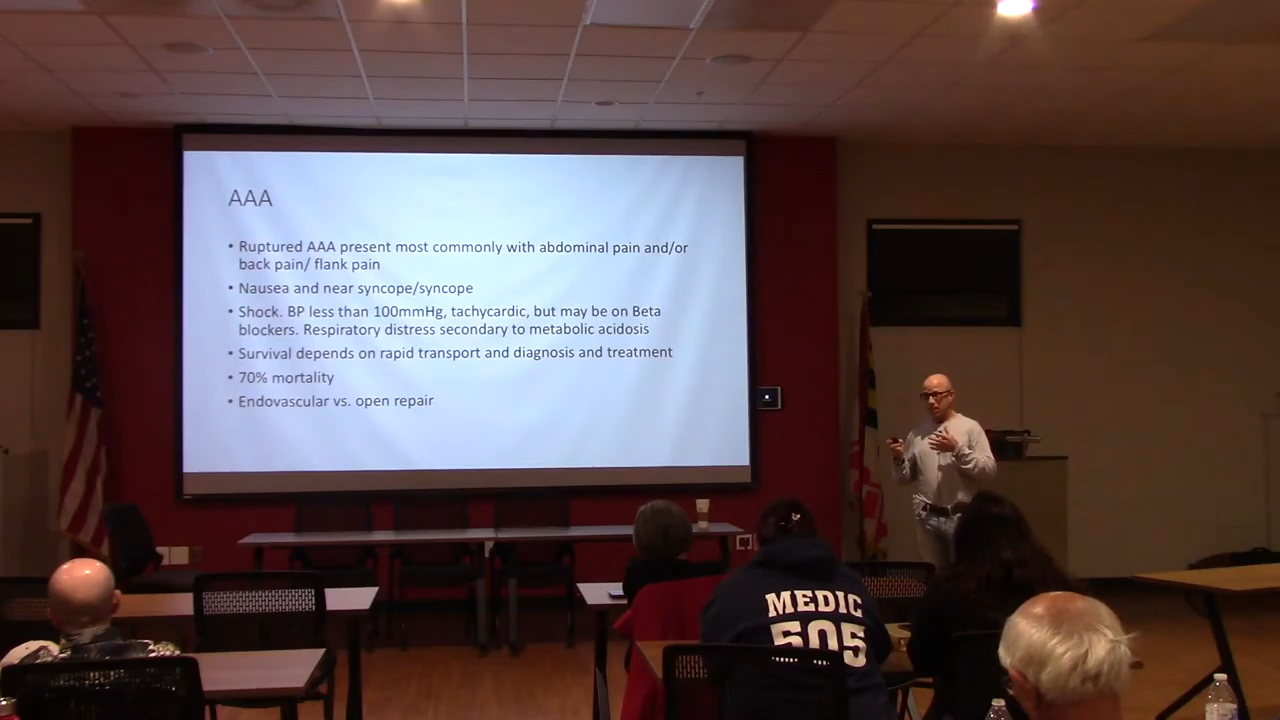 AAA
• Ruptured AAA present most commonly with abdominal pain and/or
back pain/ flank pain
• Nausea and near syncope/syncope
• Shock. BP less than 100mmHg, tachycardic, but may be on Beta
blockers. Respiratory distress secondary to metabolic acidosis
• Survival depends on rapid transport and diagnosis and treatment
• 70% mortality
• Endovascular vs. open repair
MEDIC
505